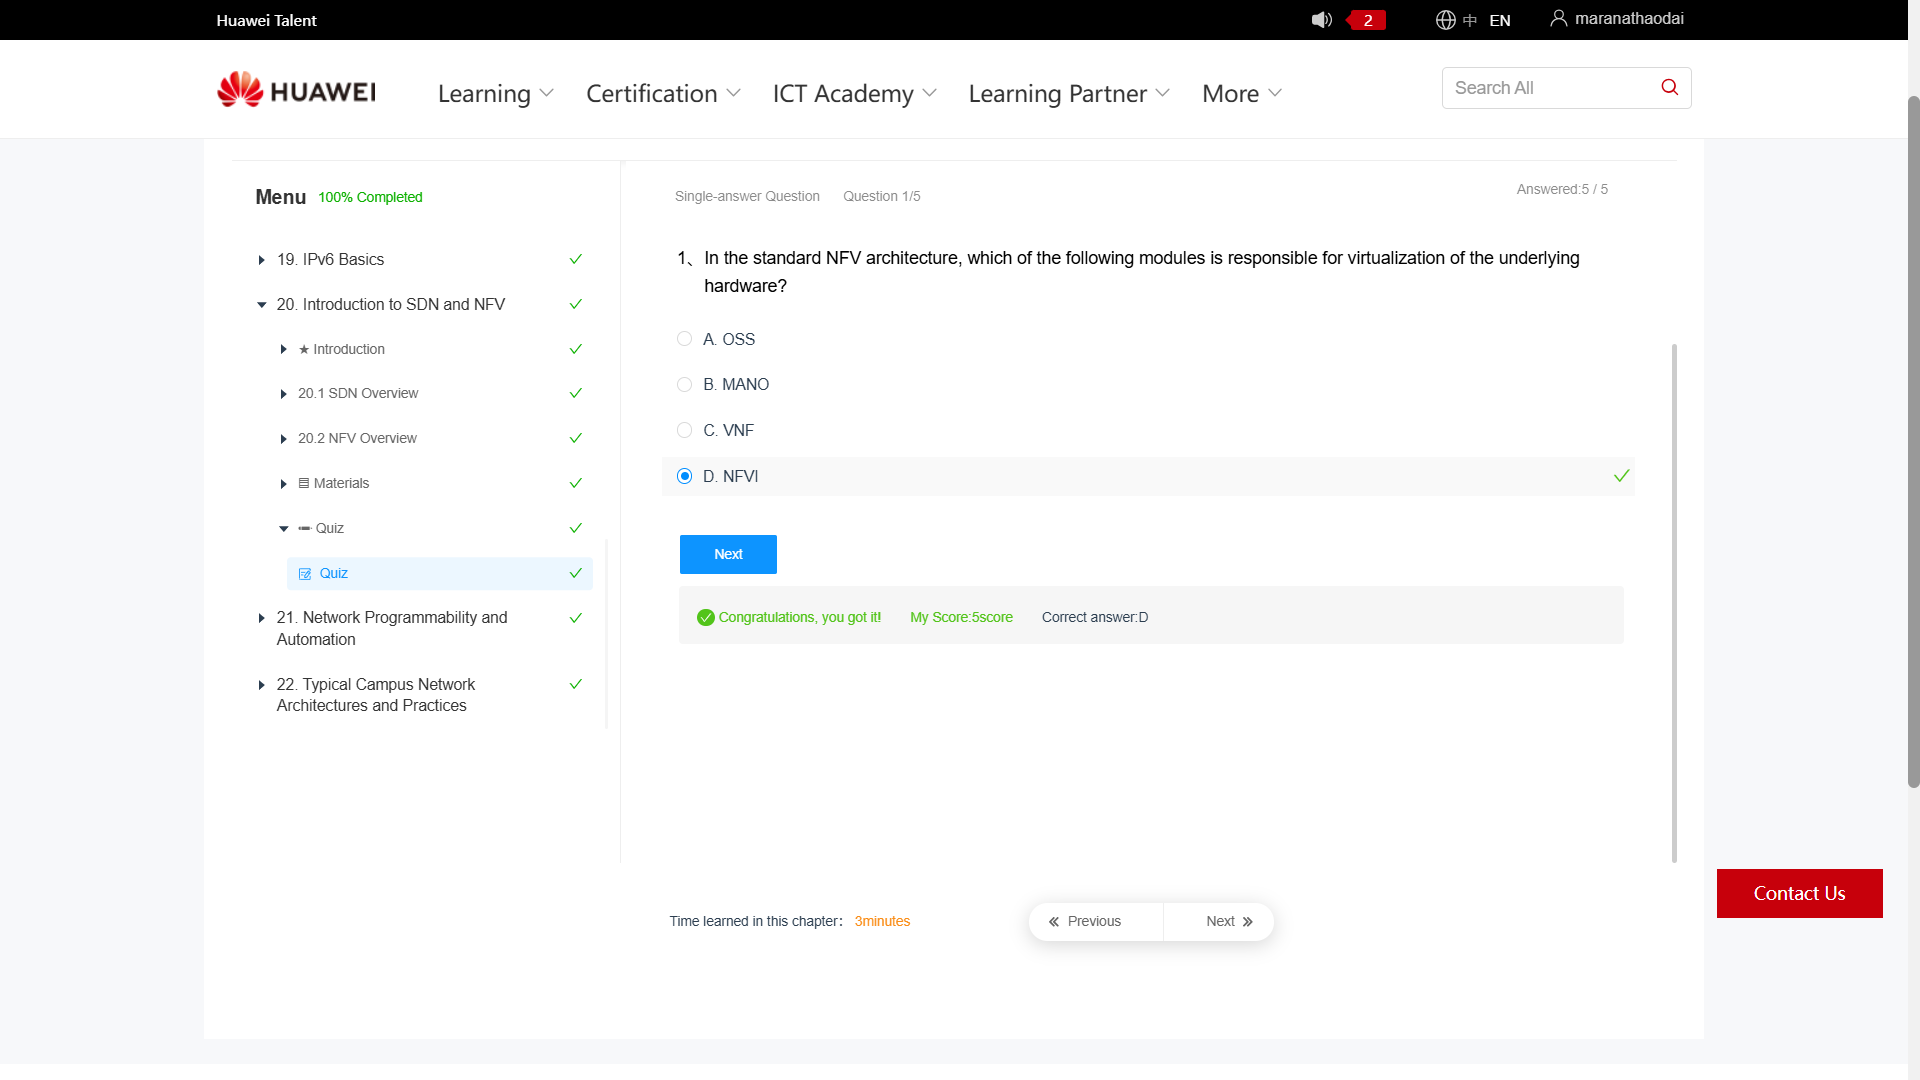 Huawei Talent
2
中 EN
maranathaodai
HUAWEI
Learning
Certification
ICT Academy
Learning Partner
More
Search All
Menu 100% Completed
19. IPv6 Basics
20. Introduction to SDN and NFV
★ Introduction
20.1 SDN Overview
20.2 NFV Overview
Materials
Quiz
Quiz
21. Network Programmability and
Automation
22. Typical Campus Network
Architectures and Practices
Single-answer Question Question 1/5
Answered:5 / 5
1、In the standard NFV architecture, which of the following modules is responsible for virtualization of the underlying
hardware?
A. OSS
B. MANO
C. VNF
D. NFVI
Next
Congratulations, you got it! My Score:5score Correct answer:D
Time learned in this chapter： 3minutes
« Previous
Next »
Contact Us